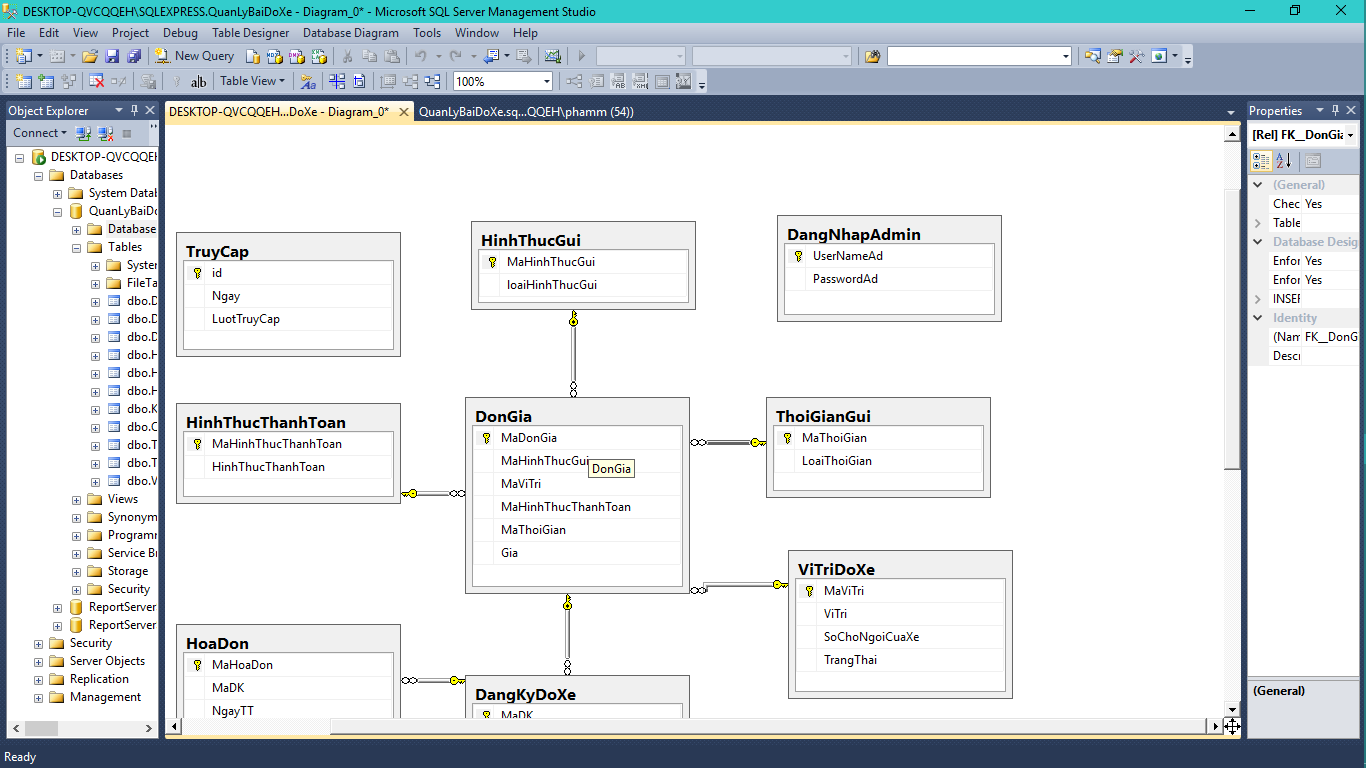 DESKTOP-QVCQQEH\SQLEXPRESS.QuanLyBaiDoXe - Diagram_0* - Microsoft SQL Server Management Studio
File Edit View Project Debug Table Designer Database Diagram Tools Window Help
New Query
ab Table View 100%
Object Explorer
Connect
DESKTOP-QVCQQEH
Databases
System Datab
QuanLyBaiDo
Database
Tables
System
FileTa
dbo.D
dbo.D
dbo.D
dbo.H
dbo.H
dbo.H
dbo.K
dbo.C
dbo.T
dbo.T
dbo.V
Views
Synonym
Programm
Service Br
Storage
Security
ReportServer
ReportServer
Security
Server Objects
Replication
Management
DESKTOP-QVCQQEH...DoXe - Diagram_0*
QuanLyBaiDoXe.sq...QQEH\phamm (54))
TruyCap
id
Ngay
LuotTruyCap
HinhThucGui
MaHinhThucGui
loaiHinhThucGui
DangNhapAdmin
UserNameAd
PasswordAd
HinhThucThanhToan
MaHinhThucThanhToan
HinhThucThanhToan
DonGia
MaDonGia
MaHinhThucGui
DonGia
MaViTri
MaHinhThucThanhToan
MaThoiGian
Gia
ThoiGianGui
MaThoiGian
LoaiThoiGian
ViTriDoXe
MaViTri
ViTri
SoChoNgoiCuaXe
TrangThai
HoaDon
MaHoaDon
MaDK
NgayTT
DangKyDoXe
MaDK
Properties
[Rel] FK__DonGia
(General)
Chec Yes
Table
Database Desig
Enfor Yes
Enfor Yes
INSER
Identity
(Nam FK__DonG
Descri
(General)
Ready